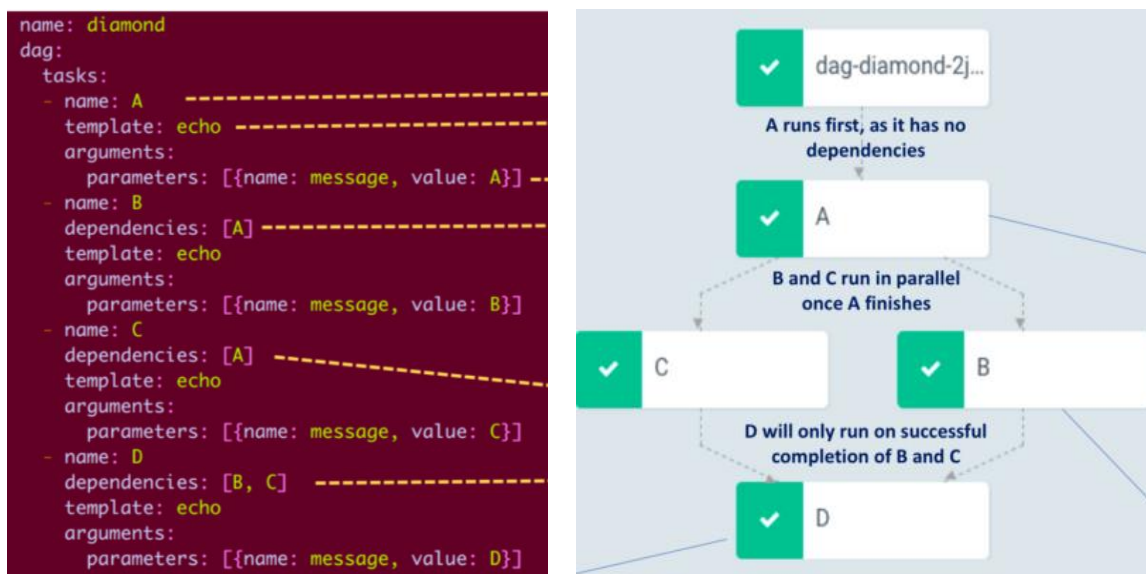 name: diamond
dag:
  tasks:
  - name: A
    template: echo
    arguments:
      parameters: [{name: message, value: A}]
  - name: B
    dependencies: [A]
    template: echo
    arguments:
      parameters: [{name: message, value: B}]
  - name: C
    dependencies: [A]
    template: echo
    arguments:
      parameters: [{name: message, value: C}]
  - name: D
    dependencies: [B, C]
    template: echo
    arguments:
      parameters: [{name: message, value: D}]
dag-diamond-2j...
A runs first, as it has no
dependencies
A
B and C run in parallel
once A finishes
C
B
D will only run on successful
completion of B and C
D